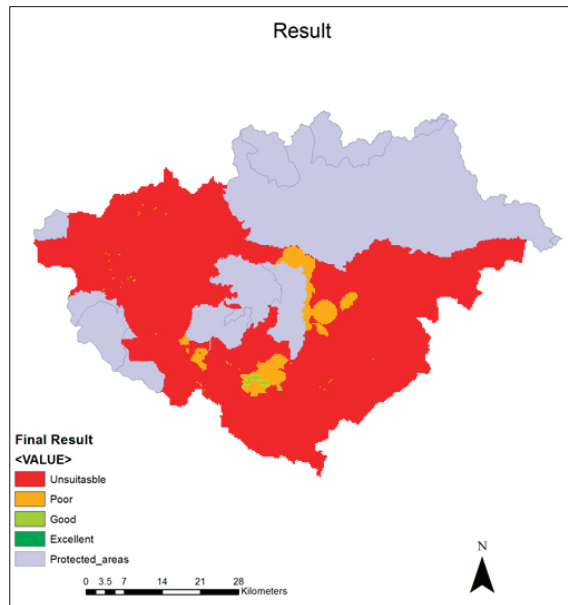 Result
Final Result
<VALUE>
Unsuitasble
Poor
Good
Excellent
Protected_areas
0 3.5 7 14 21 28
Kilometers
N